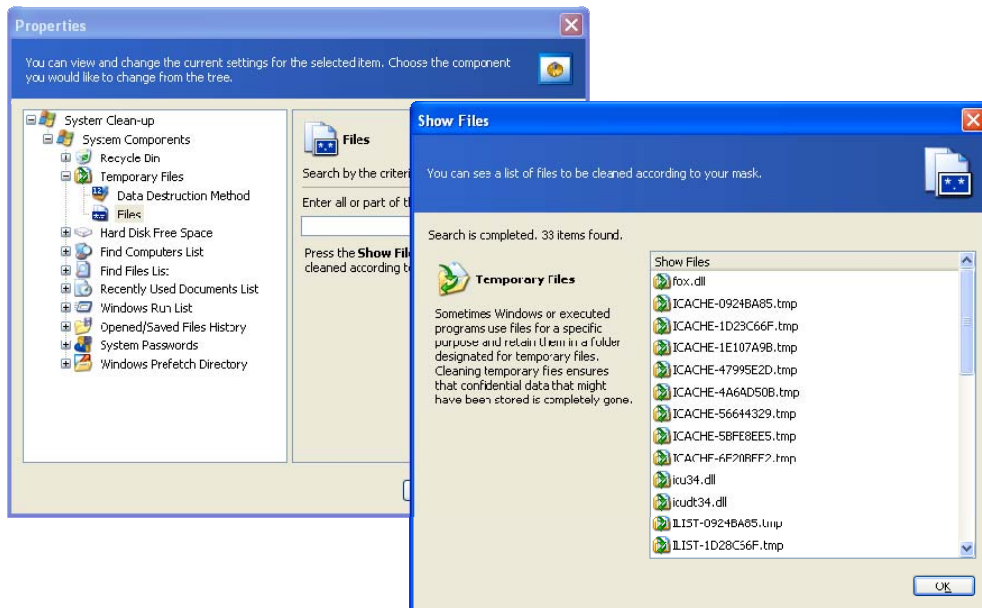 Properties
You can view and change the current settings for the selected item. Choose the component
you would like to change from the tree.
System Clean-up
System Components
Recycle Bin
Temporary Files
Data Destruction Method
Files
Hard Disk Free Space
Find Computers List
Find Files List
Recently Used Documents List
Windows Run List
Opened/Saved Files History
System Passwords
Windows Prefetch Directory
Files
Search by the criteri
Enter all or part of t
Press the Show Fil
cleaned according to
Show Files
You can see a list of files to be cleaned according to your mask.
Search is completed. 33 items found.
Temporary Files
Sometimes Windows or executed
programs use files for a specific
purpose and retain them in a folder
designated for temporary files.
Cleaning temporary files ensures
that confidential data that might
have been stored is completely gone.
Show Files
fox.dll
ICACHE-0924BA85.tmp
ICACHE-1D28C66F.tmp
ICACHE-1E107A9B.tmp
ICACHE-47995E2D.tmp
ICACHE-4A6AD50B.tmp
ICACHE-56644329.tmp
ICACHE-5BFE8EE5.tmp
icu34.dll
icudt34.dll
ILIST-0924BA85.tmp
ILIST-1D28C66F.tmp
OK